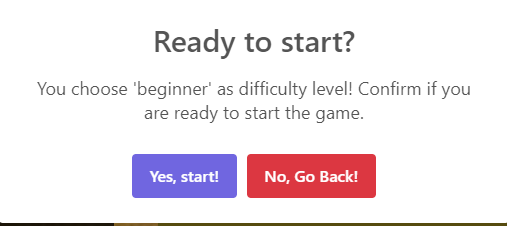 Ready to start?
You choose 'beginner' as difficulty level! Confirm if you
are ready to start the game.
Yes, start!
No, Go Back!